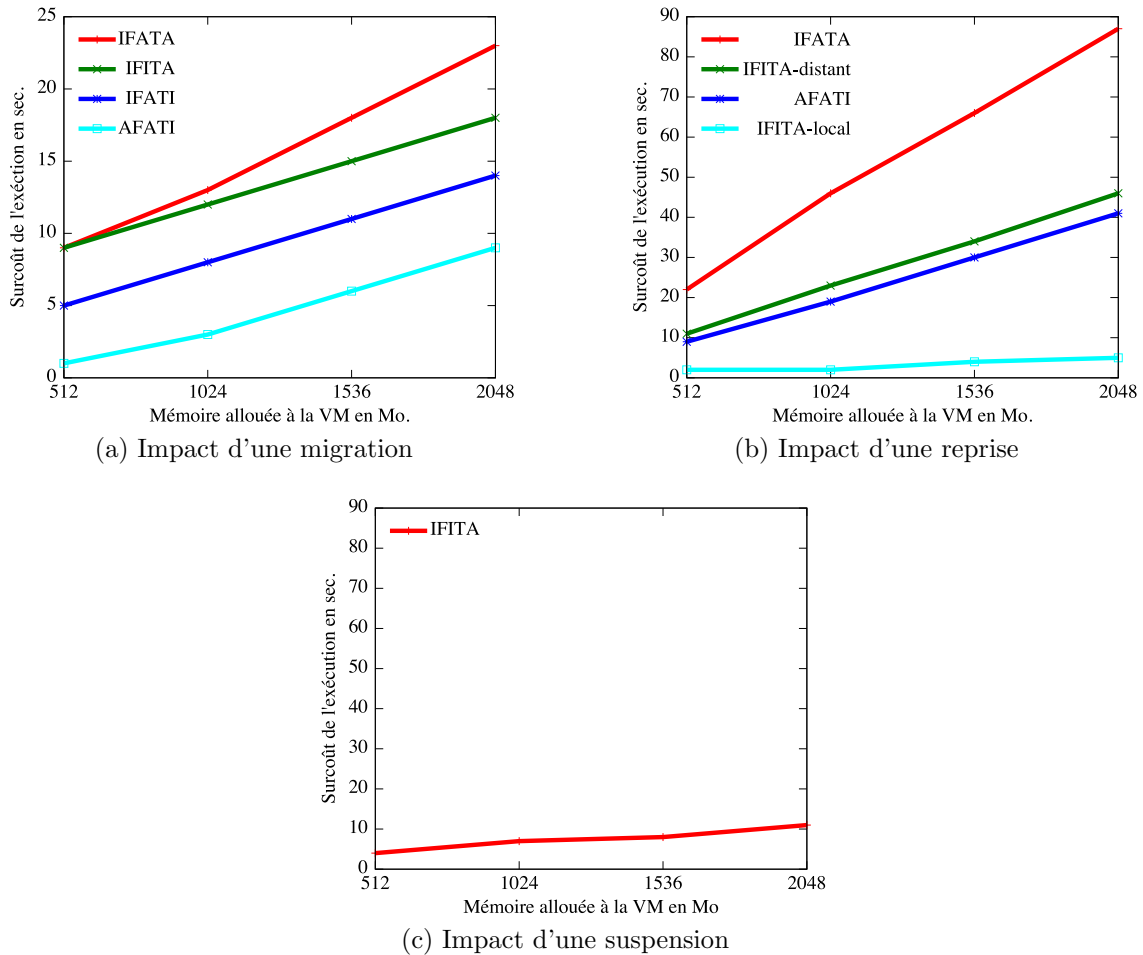 25
20
15
10
5
0
Surcoût de l'exéction en sec.
IFATA
IFITA
IFATI
AFATI
512
1024
1536
2048
Mémoire allouée à la VM en Mo.
(a) Impact d'une migration
90
80
70
60
50
40
30
20
10
0
Surcoût de l'exécution en sec.
IFATA
IFITA-distant
AFATI
IFITA-local
512
1024
1536
2048
Mémoire allouée à la VM en Mo.
(b) Impact d'une reprise
90
80
70
60
50
40
30
20
10
0
Surcoût de l'exécution en sec.
IFITA
512
1024
1536
2048
Mémoire allouée à la VM en Mo
(c) Impact d'une suspension